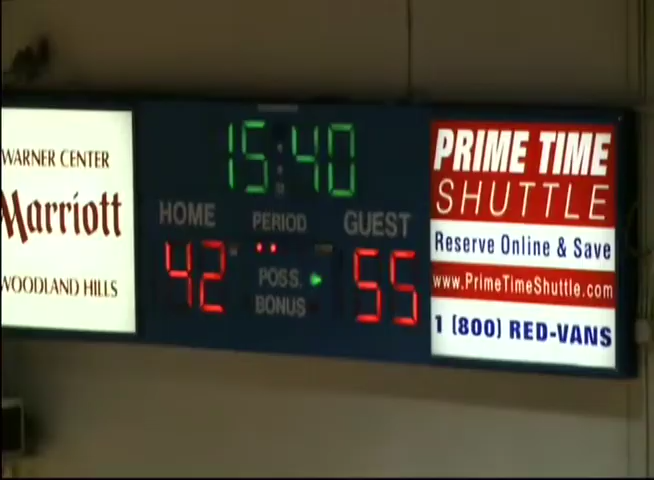 WARNER CENTER
Marriott
WOODLAND HILLS
15:40
HOME PERIOD GUEST
42 55
POSS.
BONUS
PRIME TIME
SHUTTLE
Reserve Online & Save
www.PrimeTimeShuttle.com
1 (800) RED-VANS